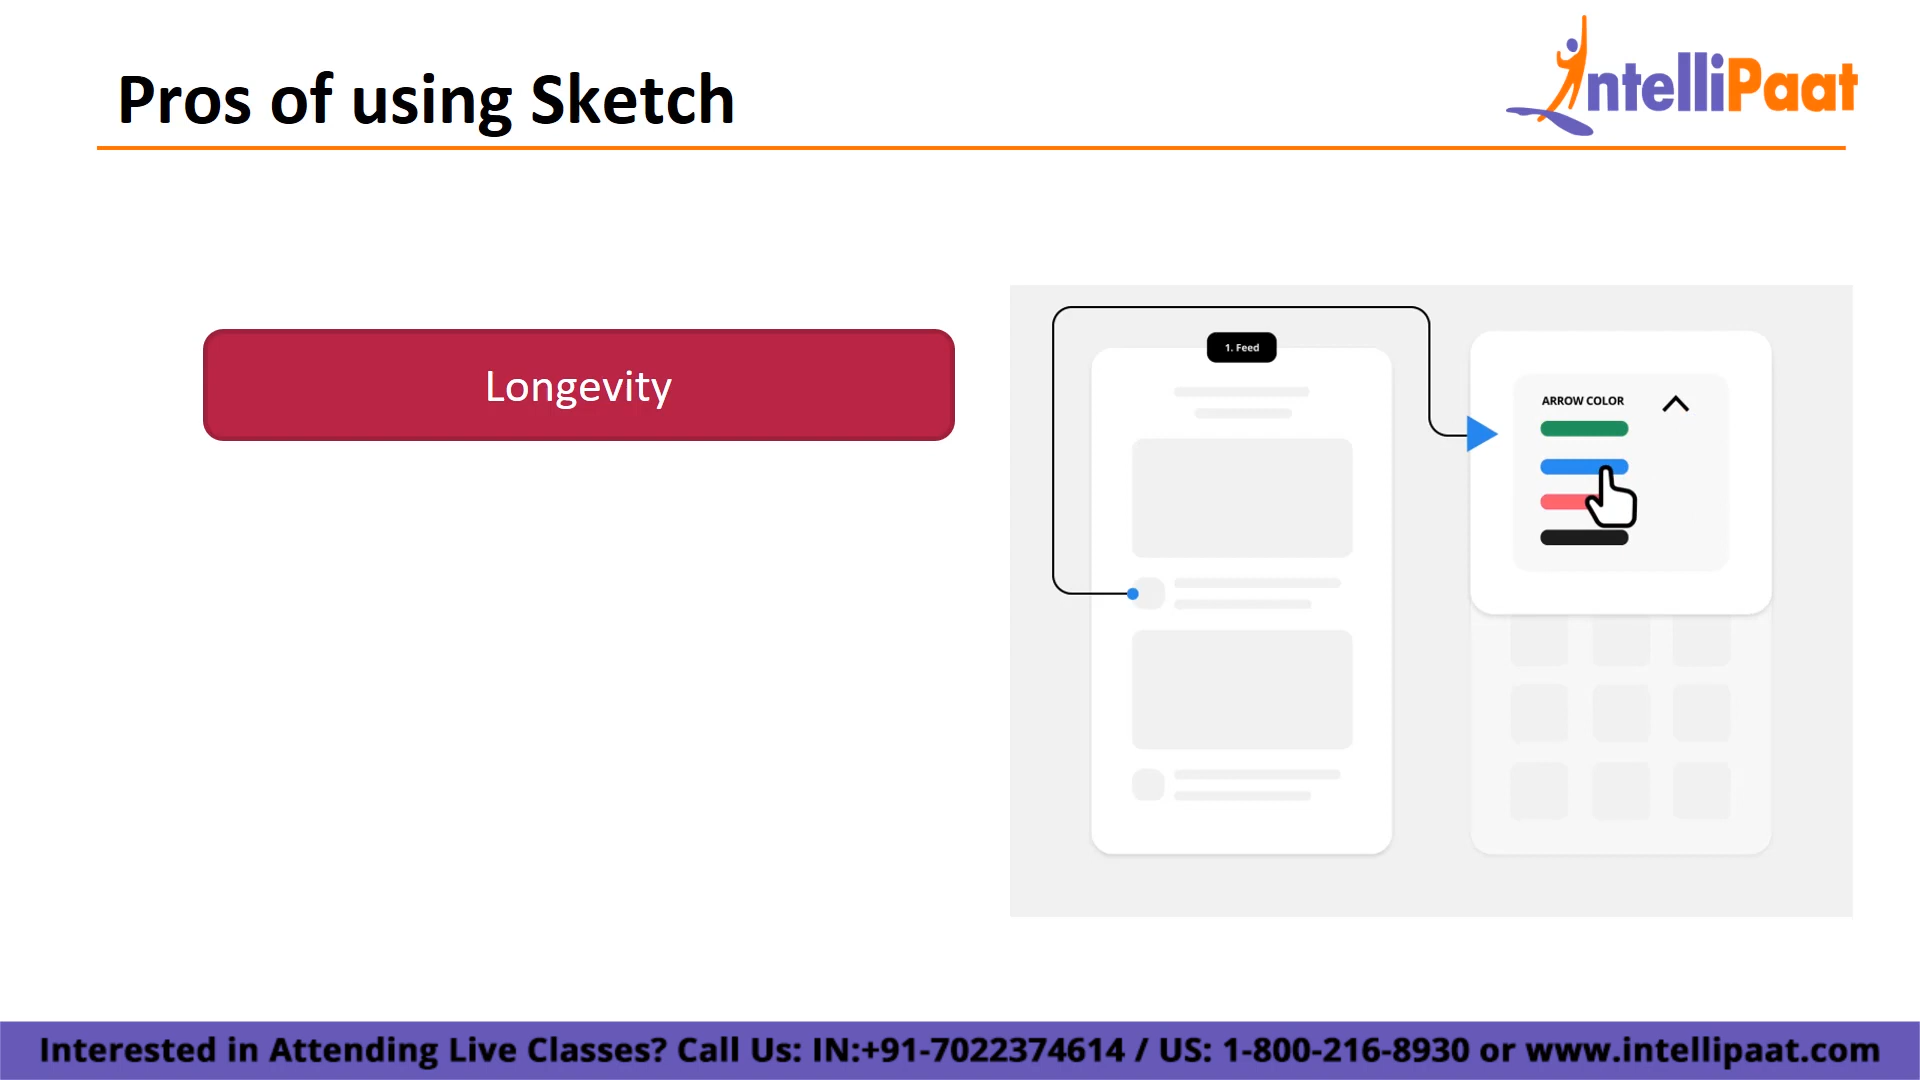 Pros of using Sketch
IntelliPaat
Longevity
1. Feed
ARROW COLOR
Interested in Attending Live Classes? Call Us: IN:+91-7022374614 / US: 1-800-216-8930 or www.intellipaat.com